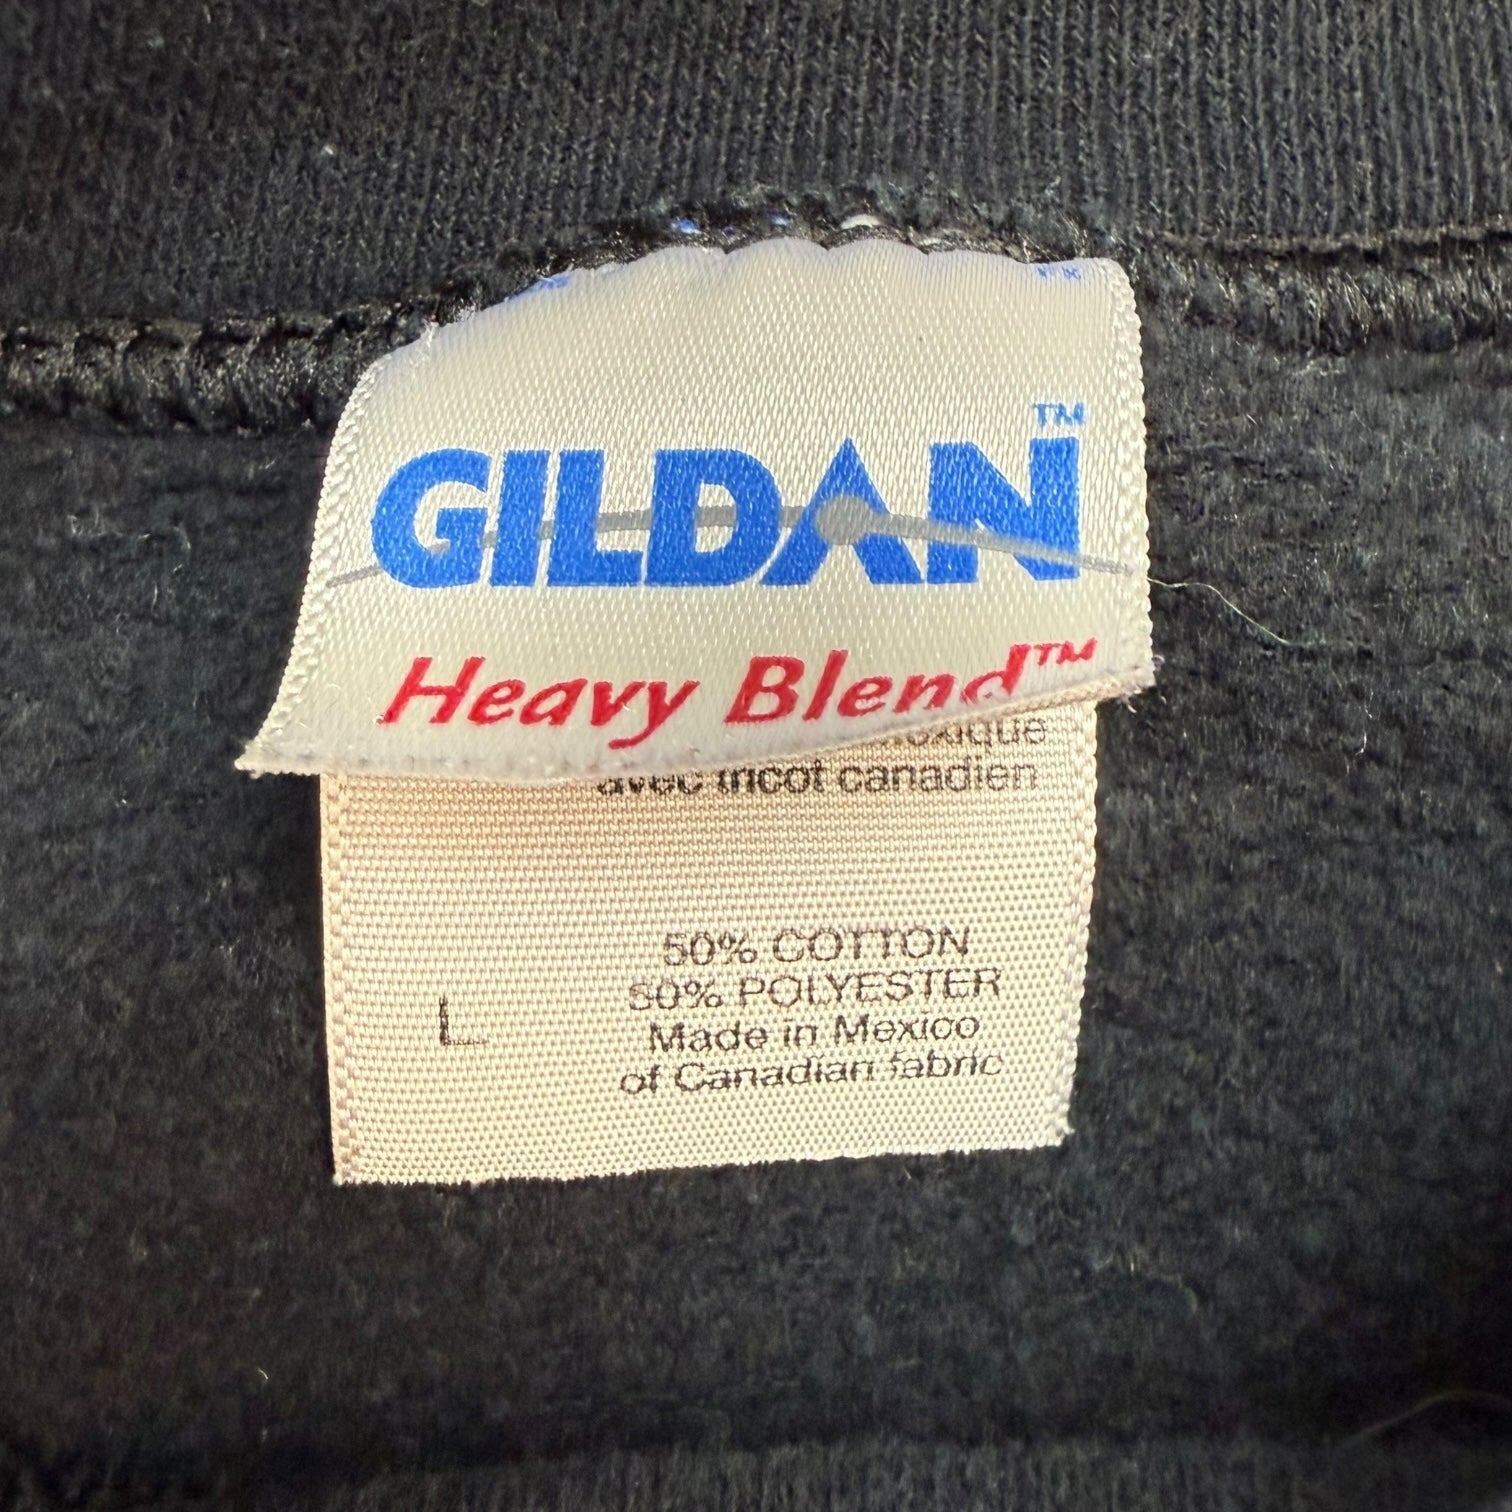 GILDAN™
Heavy Blend™
avec tricot canadien
50% COTTON
50% POLYESTER
Made in Mexico
of Canadian fabric
L